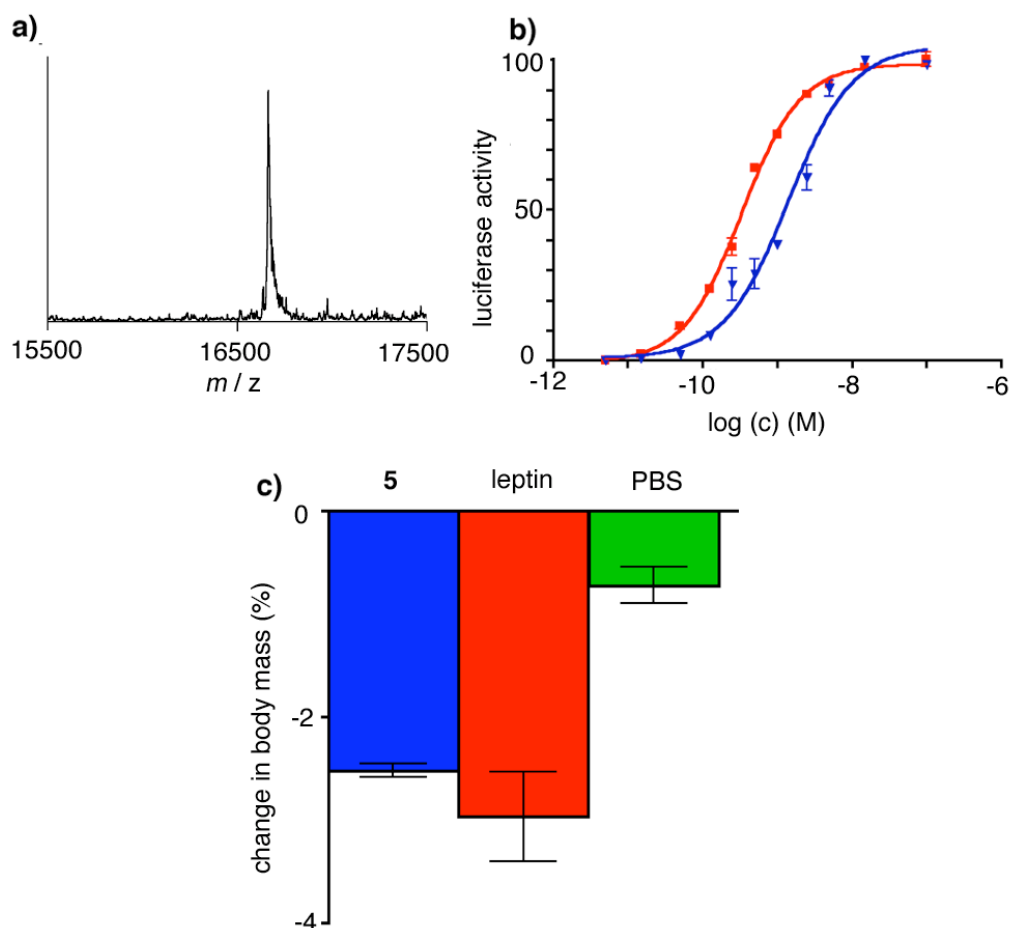 a)
15500
16500
17500
m / z
b)
luciferase activity
100
50
0
-12
-10
-8
-6
log (c) (M)
c)
5
leptin
PBS
change in body mass (%)
0
-2
-4